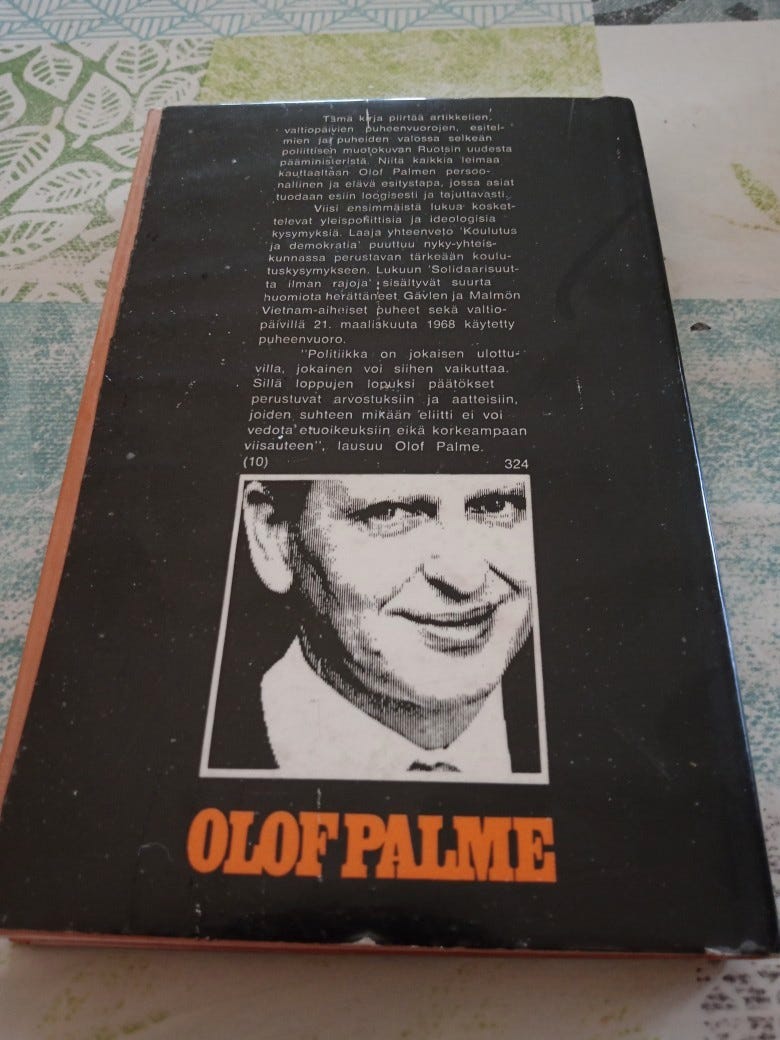 Tämä kirja piirtää artikkelien,
valtiopäivien puheenvuorojen, esitel-
mien ja puheiden valossa selkeän
poliittisen muotokuvan Ruotsin uudesta
pääministeristä. Niitä kaikkia leimaa
kauttaaltaan Olof Palmen persoo-
nallinen ja elävä esitystapa, jossa asiat
tuodaan esiin loogisesti ja tajuttavasti.
Viisi ensimmäistä lukua kosket-
televat yleispoliittisia ja ideologisia
kysymyksiä. Laaja yhteenveto 'Koulutus
ja demokratia' puuttuu nyky-yhteis-
kunnassa perustavan tärkeään koulu-
tuskysymykseen. Lukuun 'Solidaarisuut-
ta ilman rajoja' sisältyvät suurta
huomiota herättäneet Gävlen ja Malmön
Vietnam-aiheiset puheet sekä valtio-
päivillä 21. maaliskuuta 1968 käytetty
puheenvuoro.
"Politiikka on jokaisen ulottu-
villa, jokainen voi siihen vaikuttaa.
Sillä loppujen lopuksi päätökset
perustuvat arvostuksiin ja aatteisiin,
joiden suhteen mikään eliitti ei voi
vedota etuoikeuksiin eikä korkeampaan
viisauteen", lausuu Olof Palme.
(10) 324
OLOF PALME